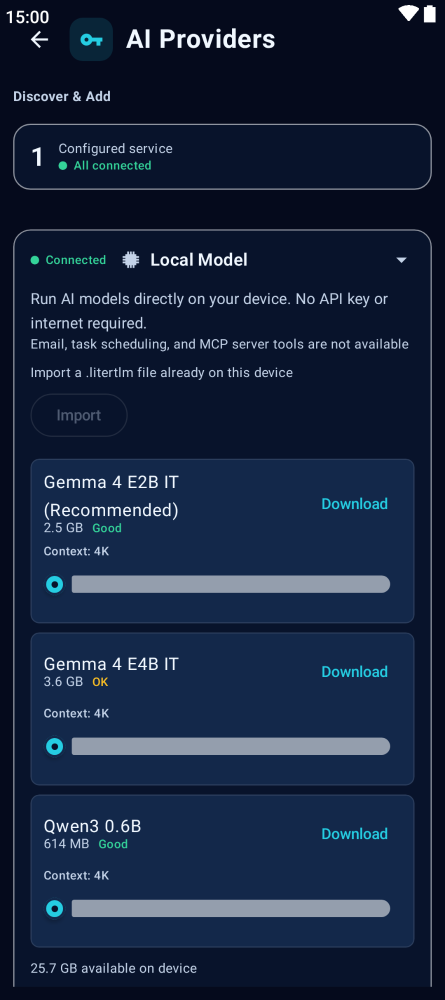 15:00
AI Providers
Discover & Add
1
Configured service
All connected
Connected
Local Model
Run AI models directly on your device. No API key or
internet required.
Email, task scheduling, and MCP server tools are not available
Import a .litertlm file already on this device
Import
Gemma 4 E2B IT
(Recommended)
2.5 GB Good
Download
Context: 4K
Gemma 4 E4B IT
3.6 GB OK
Download
Context: 4K
Qwen3 0.6B
614 MB Good
Download
Context: 4K
25.7 GB available on device